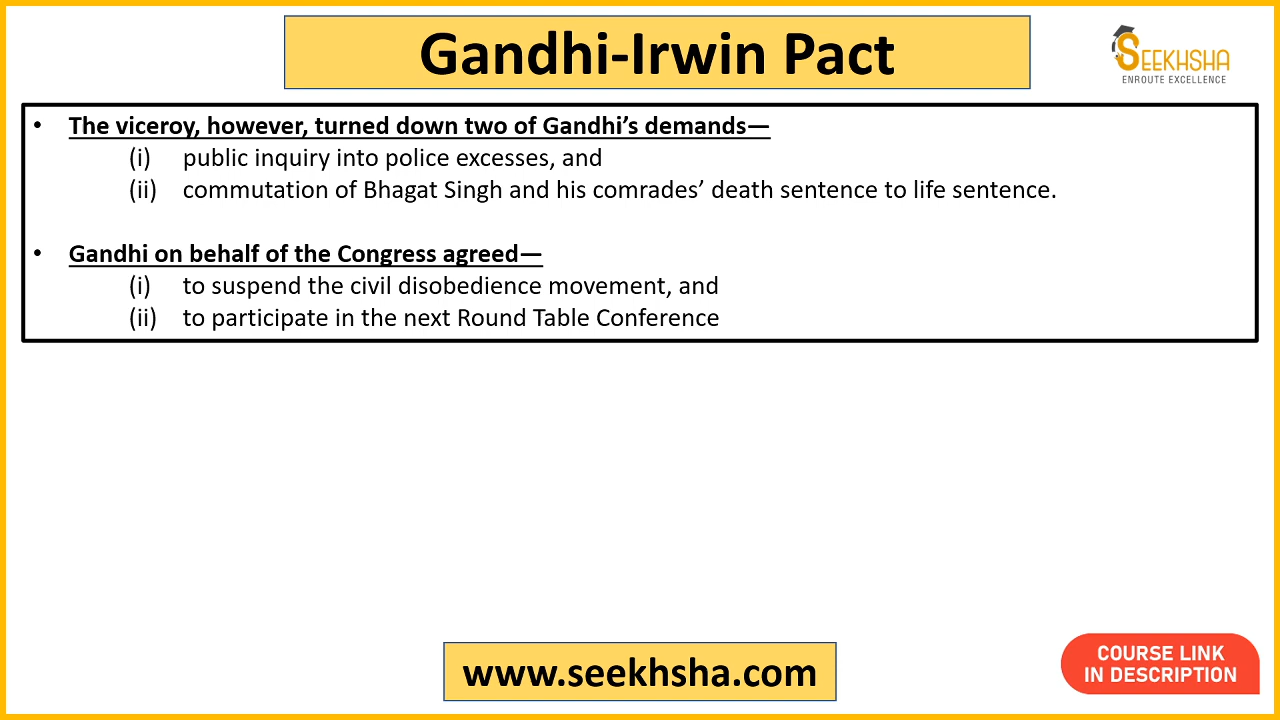 Gandhi-Irwin Pact
SEEKHSHA
ENROUTE EXCELLENCE
• The viceroy, however, turned down two of Gandhi’s demands—
(i) public inquiry into police excesses, and
(ii) commutation of Bhagat Singh and his comrades’ death sentence to life sentence.
• Gandhi on behalf of the Congress agreed—
(i) to suspend the civil disobedience movement, and
(ii) to participate in the next Round Table Conference
www.seekhsha.com
COURSE LINK
IN DESCRIPTION